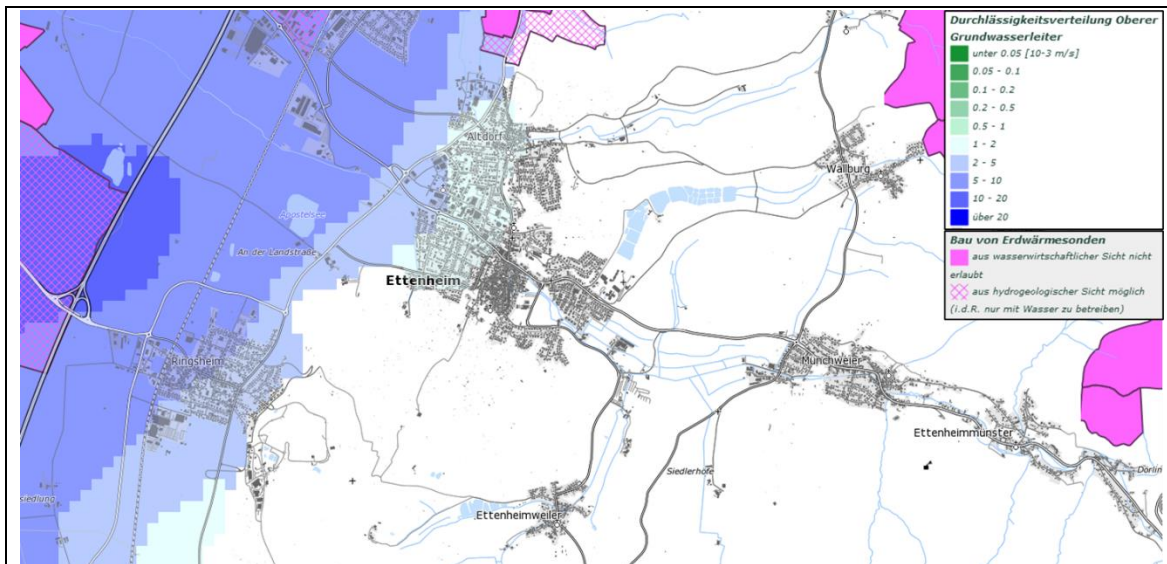 Durchlässigkeitsverteilung Oberer
Grundwasserleiter
unter 0.05 [10-3 m/s]
0.05 - 0.1
0.1 - 0.2
0.2 - 0.5
0.5 - 1
1 - 2
2 - 5
5 - 10
10 - 20
über 20
Bau von Erdwärmesonden
aus wasserwirtschaftlicher Sicht nicht
erlaubt
aus hydrogeologischer Sicht möglich
(i.d.R. nur mit Wasser zu betreiben)
Altdorf
Wallburg
Apostelsee
An der Landstraße
Ettenheim
Ringsheim
Münchweier
Ettenheimmünster
Siedlerhöfe
Dörlin
siedlung
Ettenheimweiler